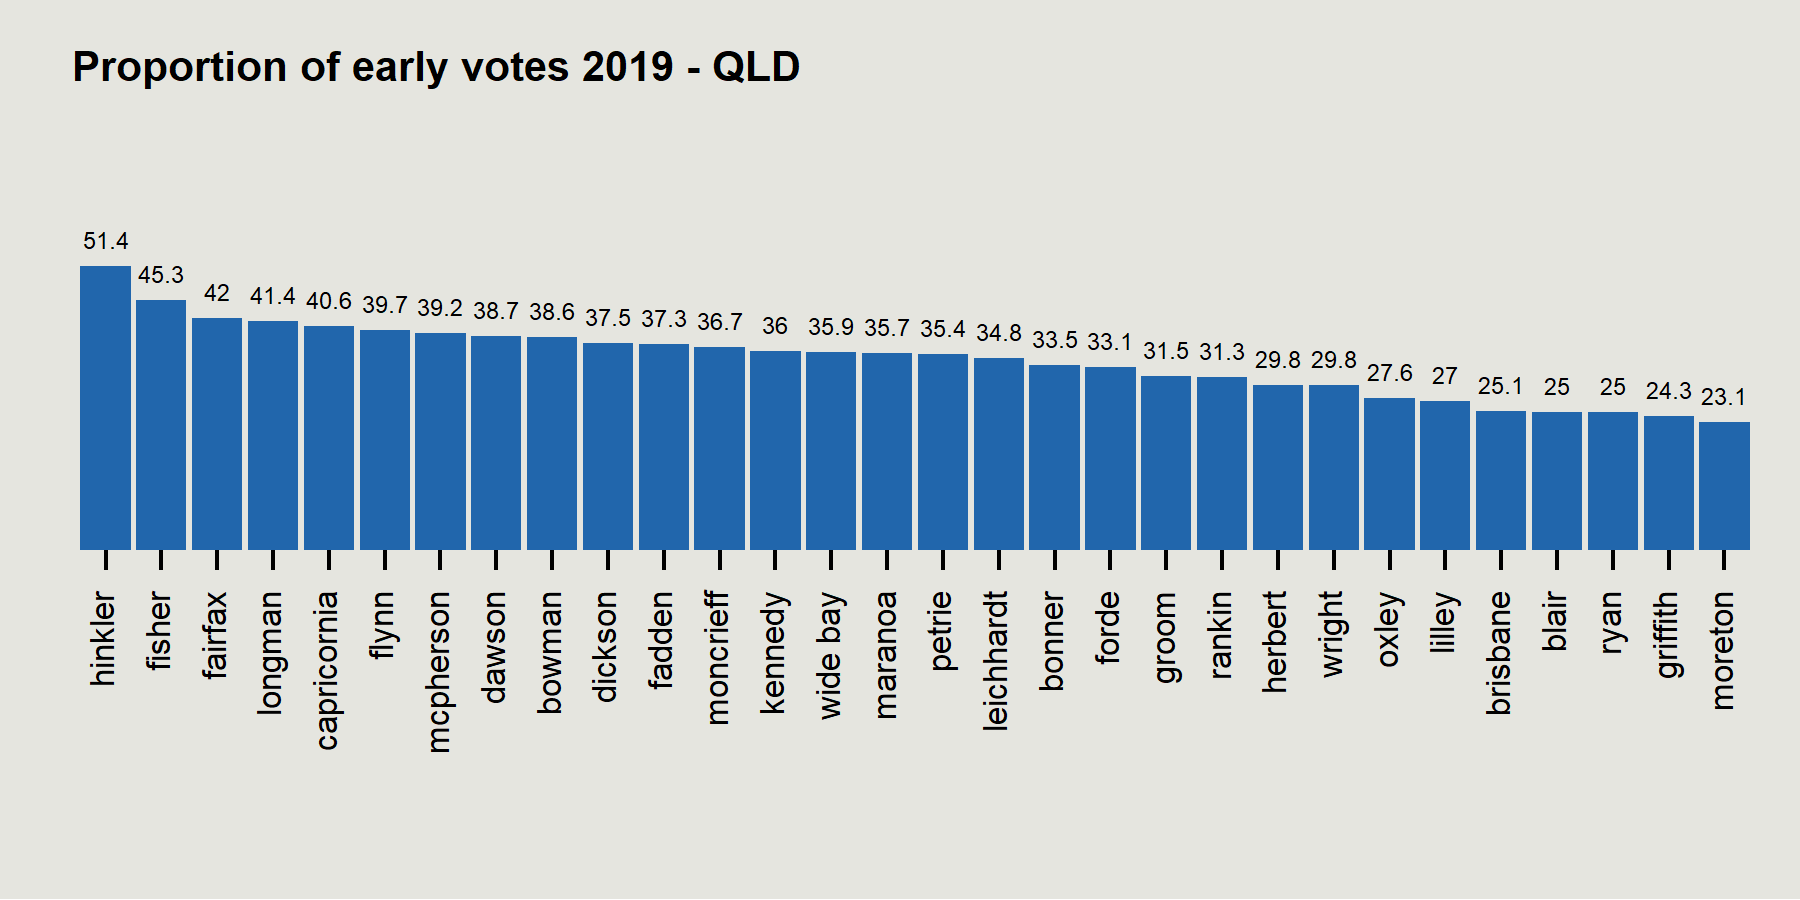 Proportion of early votes 2019 - QLD
51.4
45.3
42
41.4
40.6
39.7
39.2
38.7
38.6
37.5
37.3
36.7
36
35.9
35.7
35.4
34.8
33.5
33.1
31.5
31.3
29.8
29.8
27.6
27
25.1
25
25
24.3
23.1
hinkler
fisher
fairfax
longman
capricornia
flynn
mcpherson
dawson
bowman
dickson
fadden
moncrieff
kennedy
wide bay
maranoa
petrie
leichhardt
bonner
forde
groom
rankin
herbert
wright
oxley
lilley
brisbane
blair
ryan
griffith
moreton